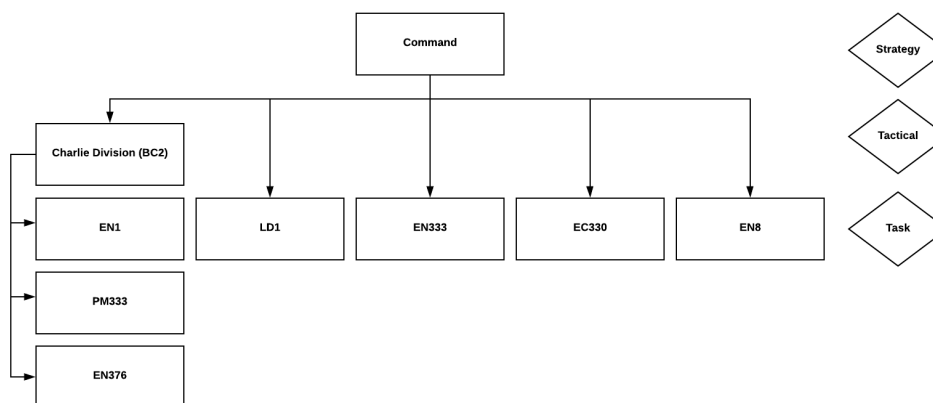 Command
Strategy
Charlie Division (BC2)
Tactical
EN1
LD1
EN333
EC330
EN8
Task
PM333
EN376